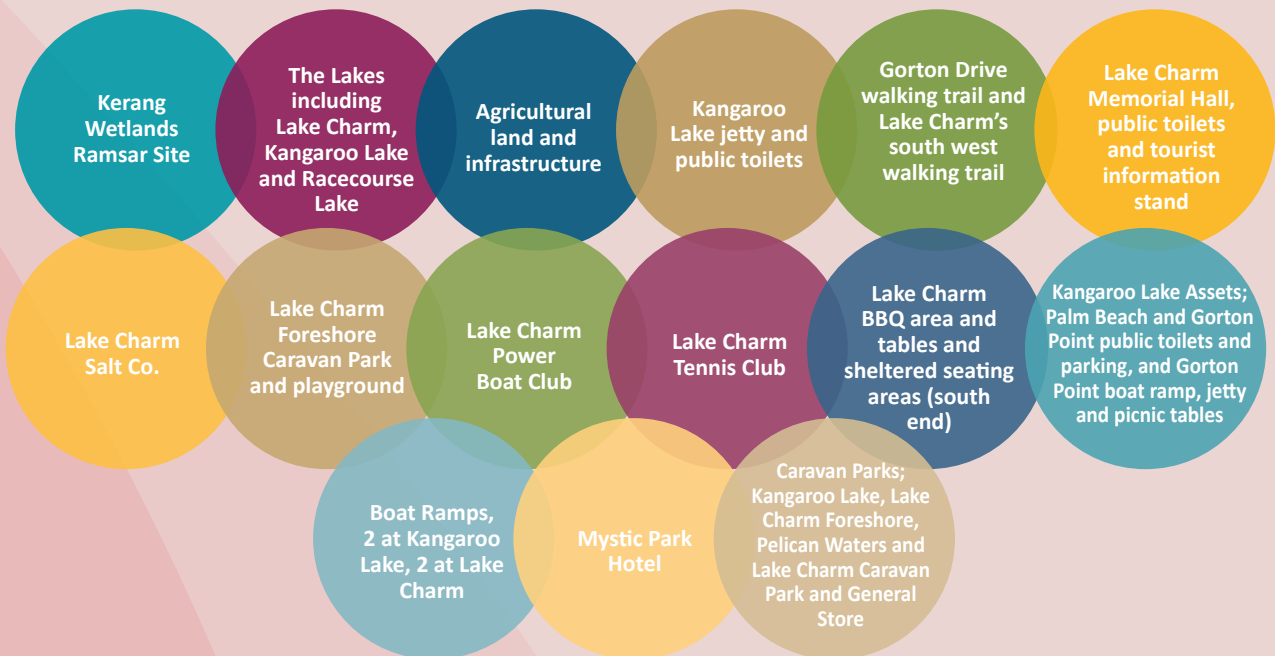 Kerang
Wetlands
Ramsar Site
The Lakes
including
Lake Charm,
Kangaroo Lake
and Racecourse
Lake
Agricultural
land and
infrastructure
Kangaroo
Lake jetty and
public toilets
Gorton Drive
walking trail and
Lake Charm's
south west
walking trail
Lake Charm
Memorial Hall,
public toilets
and tourist
information
stand
Lake Charm
Salt Co.
Lake Charm
Foreshore
Caravan Park
and playground
Lake Charm
Power
Boat Club
Lake Charm
Tennis Club
Lake Charm
BBQ area and
tables and
sheltered seating
areas (south
end)
Kangaroo Lake Assets;
Palm Beach and Gorton
Point public toilets and
parking, and Gorton
Point boat ramp, jetty
and picnic tables
Boat Ramps,
2 at Kangaroo
Lake, 2 at Lake
Charm
Mystic Park
Hotel
Caravan Parks;
Kangaroo Lake, Lake
Charm Foreshore,
Pelican Waters and
Lake Charm Caravan
Park and General
Store